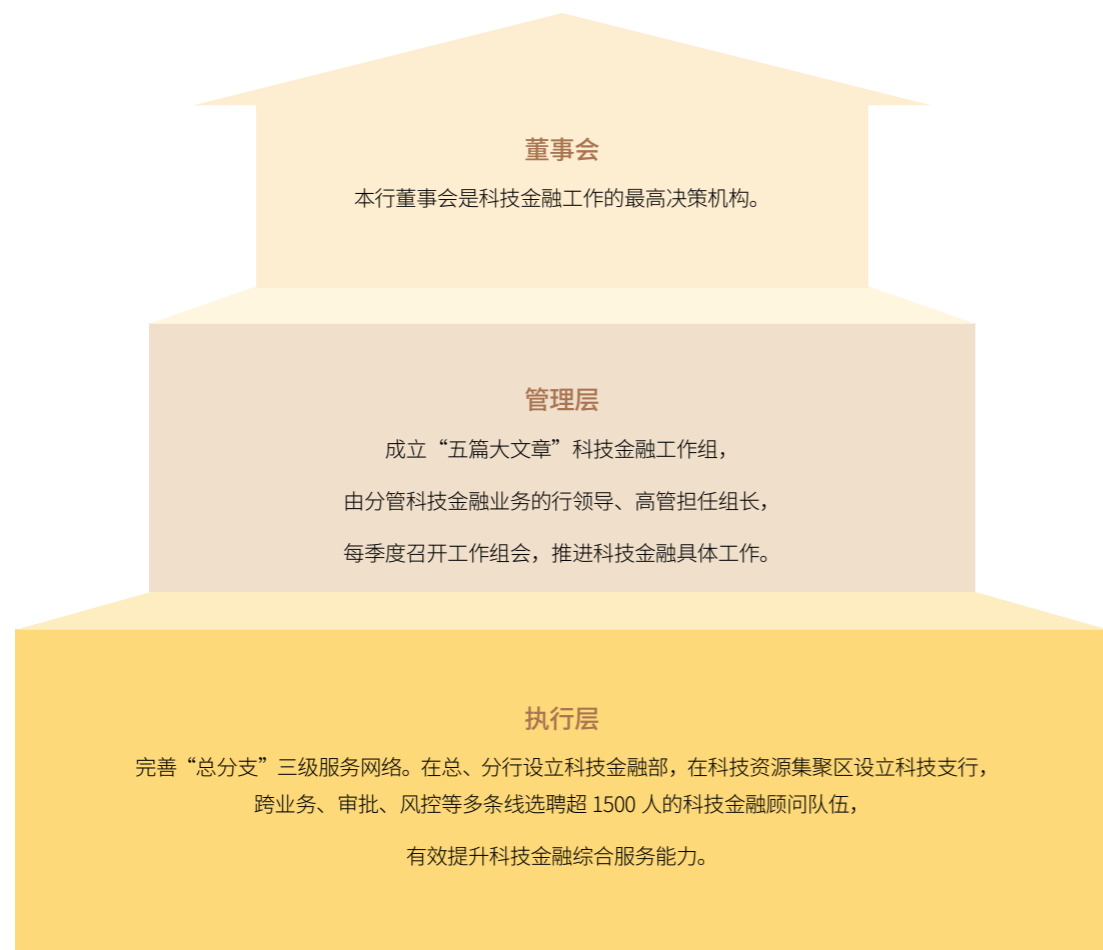 董事会
本行董事会是科技金融工作的最高决策机构。
管理层
成立“五篇大文章”科技金融工作组，
由分管科技金融业务的行领导、高管担任组长，
每季度召开工作组会，推进科技金融具体工作。
执行层
完善“总分支”三级服务网络。在总、分行设立科技金融部，在科技资源集聚区设立科技支行，
跨业务、审批、风控等多条线选聘超 1500 人的科技金融顾问队伍，
有效提升科技金融综合服务能力。